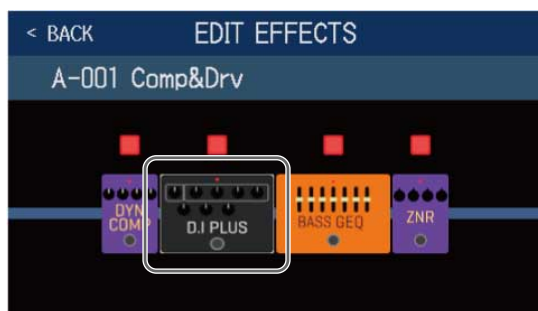 < BACK EDIT EFFECTS
A-001 Comp&Drv
DYN COMP
D.I PLUS
BASS GEQ
ZNR